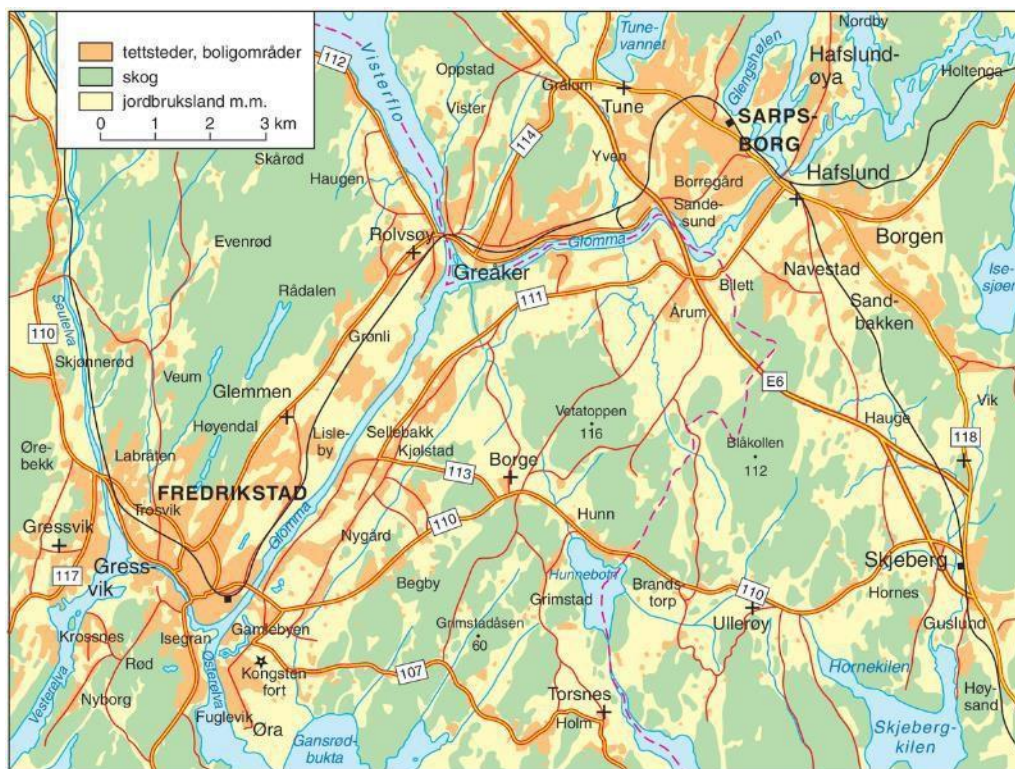 tettsteder, boligområder
skog
jordbruksland m.m.
0 1 2 3 km
112
Visterflo
Oppstad
Vister
Tune-
vannet
Grålom
Tune
Glengshølen
Nordby
Hafslund-
øya
Holtenga
SARPS-
BORG
114
Skårød
Haugen
Yven
Borregård
Hafslund
Sande-
sund
Evenrød
Rolvsøy
Glomma
Greåker
Borgen
Navestad
Ise-
sjøen
Rådalen
111
Bilett
Årum
Sand-
bakken
Seutelva
110
Skjønnerød
Grønli
Veum
Glemmen
E6
Vik
Høyendal
Lisle-
by
Sellebakk
Kjølstad
Vetatoppen
116
Hauge
118
Blåkollen
112
Øre-
bekk
Labråten
FREDRIKSTAD
113
Borge
Trosvik
Glomma
110
Hunn
Gressvik
Nygård
117
Gress-
vik
Hunnebotn
Skjeberg
Begby
Grimstad
Brands-
torp
110
Hornes
Ullerøy
Krossnes
Isegran
Gamlebyen
Grimstadåsen
60
Guslund
Rød
Østerelva
Kongsten
fort
107
Hornekilen
Vesterelva
Nyborg
Torsnes
Høy-
sand
Fuglevik
Øra
Gansrød-
bukta
Holm
Skjeberg-
kilen